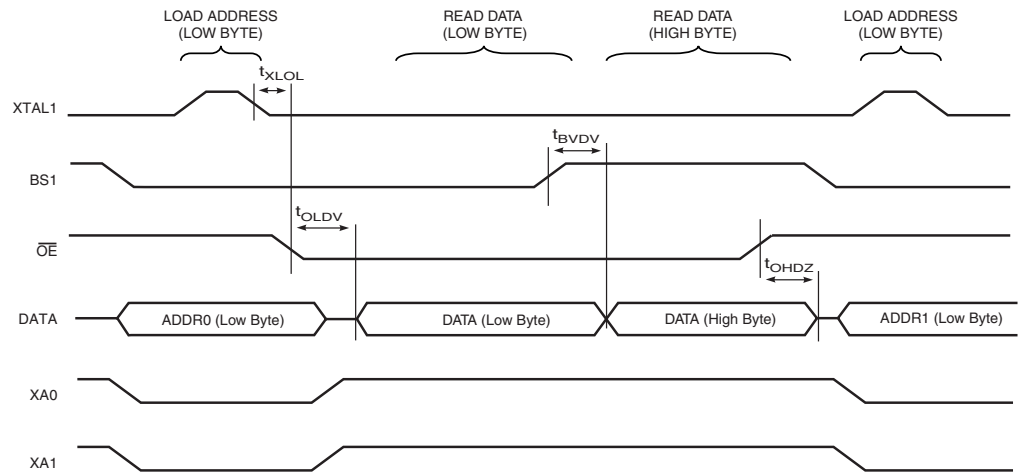 LOAD ADDRESS
(LOW BYTE)
READ DATA
(LOW BYTE)
READ DATA
(HIGH BYTE)
LOAD ADDRESS
(LOW BYTE)
tXLOL
XTAL1
tBVDV
BS1
tOLDV
OE
tOHDZ
DATA
ADDR0 (Low Byte)
DATA (Low Byte)
DATA (High Byte)
ADDR1 (Low Byte)
XA0
XA1